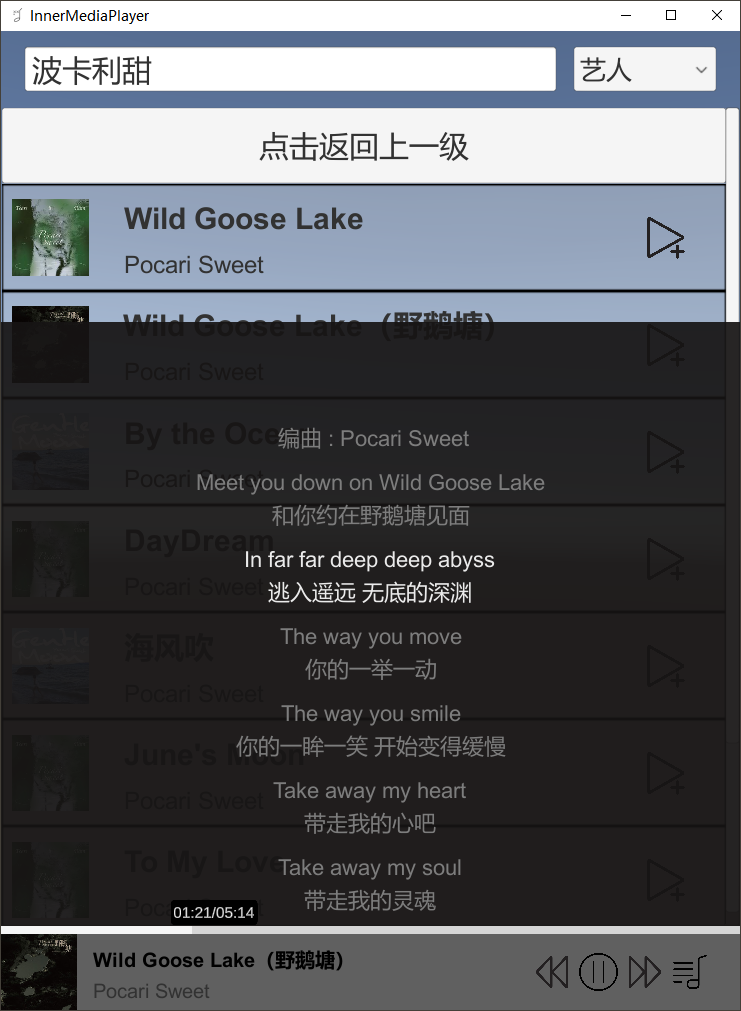 InnerMediaPlayer
波卡利甜
艺人
点击返回上一级
Wild Goose Lake
Pocari Sweet
Wild Goose Lake（野鹅塘）
Pocari Sweet
By the Oce
编曲 : Pocari Sweet
Pocari Sweet
Meet you down on Wild Goose Lake
和你约在野鹅塘见面
DayDream
In far far deep deep abyss
Pocari Sweet
逃入遥远 无底的深渊
海风吹
The way you move
你的一举一动
Pocari Sweet
The way you smile
June's Moon
你的一眸一笑 开始变得缓慢
Pocari Sweet
Take away my heart
带走我的心吧
To My Love
Take away my soul
带走我的灵魂
01:21/05:14
Wild Goose Lake（野鹅塘）
Pocari Sweet